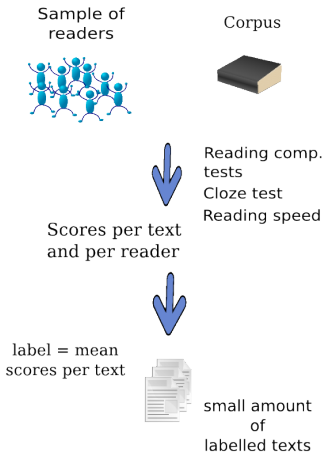 Sample of
readers
Corpus
Reading comp.
tests
Cloze test
Reading speed
Scores per text
and per reader
label = mean
scores per text
small amount
of
labelled texts